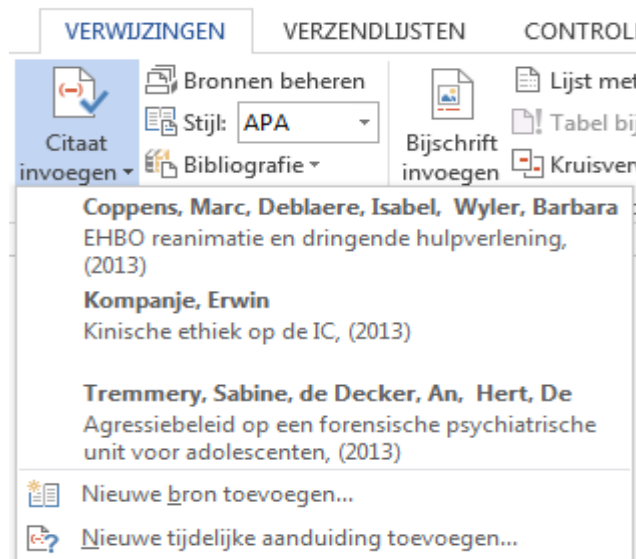 VERWIJZINGEN VERZENDLIJSTEN CONTROL
Citaat invoegen
Bronnen beheren
Stijl: APA
Bibliografie
Bijschrift invoegen
Lijst met
Tabel bij
Kruisver
Coppens, Marc, Deblaere, Isabel, Wyler, Barbara
EHBO reanimatie en dringende hulpverlening,
(2013)
Kompanje, Erwin
Kinische ethiek op de IC, (2013)
Tremmery, Sabine, de Decker, An, Hert, De
Agressiebeleid op een forensische psychiatrische
unit voor adolescenten, (2013)
Nieuwe bron toevoegen...
Nieuwe tijdelijke aanduiding toevoegen...